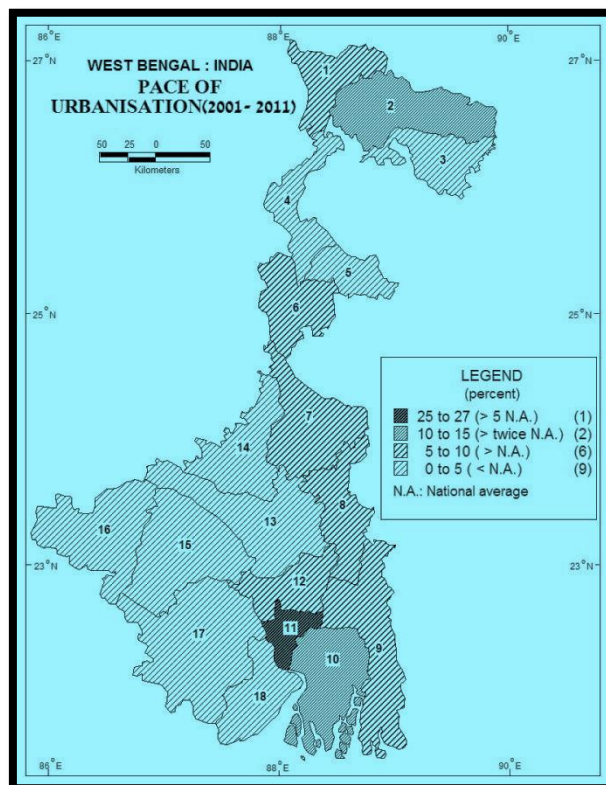 86°E
88°E
90°E
27°N
27°N
WEST BENGAL : INDIA
PACE OF
URBANISATION(2001- 2011)
50 25 0 50
Kilometers
1
2
3
4
5
6
25°N
25°N
LEGEND
(percent)
25 to 27 (> 5 N.A.) (1)
10 to 15 (> twice N.A.) (2)
5 to 10 ( > N.A.) (6)
0 to 5 ( < N.A.) (9)
N.A.: National average
7
14
8
13
16
15
23°N
23°N
12
11
17
10
9
18
86°E
88°E
90°E